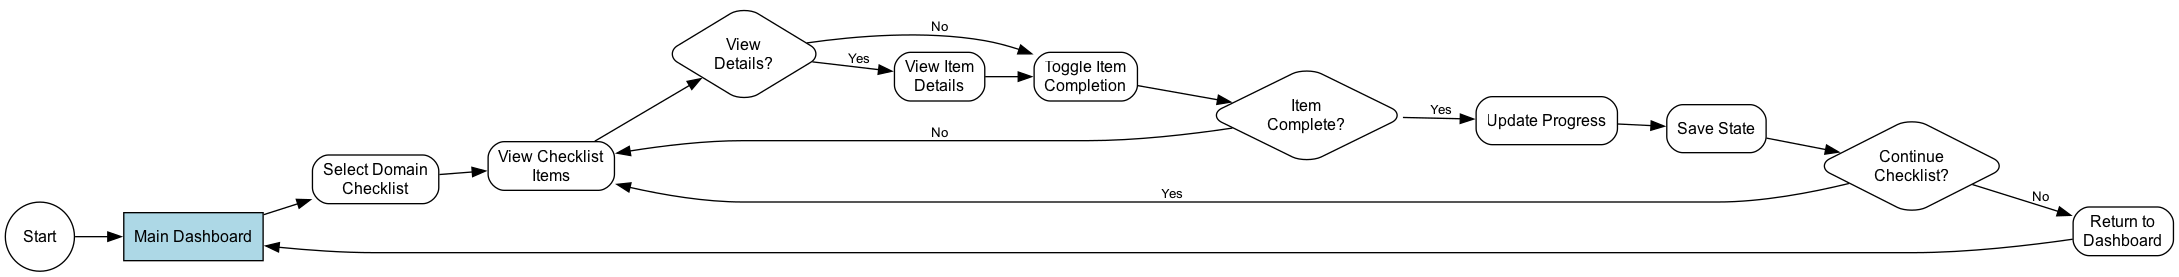 Start
Main Dashboard
Select Domain
Checklist
View Checklist
Items
View
Details?
No
Yes
View Item
Details
Toggle Item
Completion
No
Item
Complete?
Yes
Update Progress
Save State
Continue
Checklist?
Yes
No
Return to
Dashboard